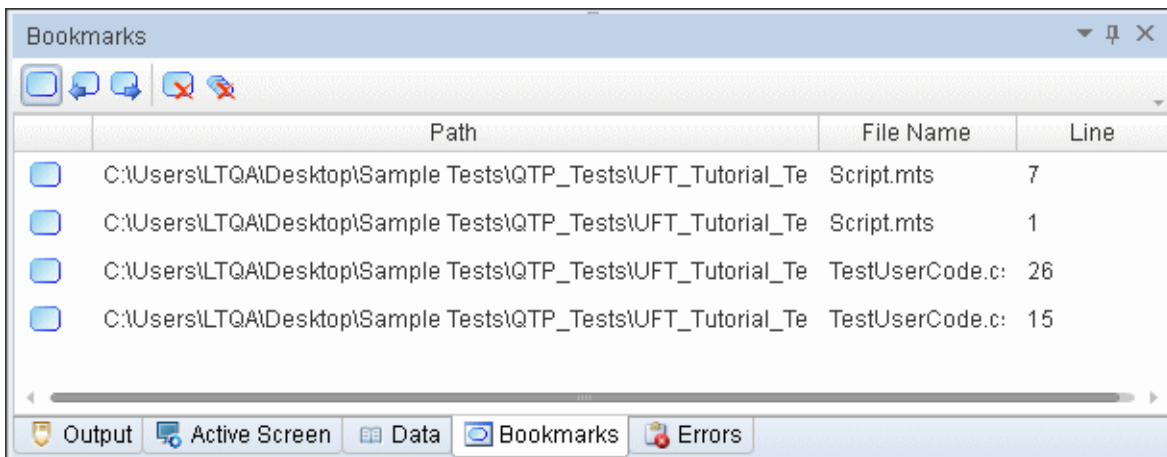 Bookmarks
Path File Name Line
C:\Users\LTQA\Desktop\Sample Tests\QTP_Tests\UFT_Tutorial_Te Script.mts 7
C:\Users\LTQA\Desktop\Sample Tests\QTP_Tests\UFT_Tutorial_Te Script.mts 1
C:\Users\LTQA\Desktop\Sample Tests\QTP_Tests\UFT_Tutorial_Te TestUserCode.c 26
C:\Users\LTQA\Desktop\Sample Tests\QTP_Tests\UFT_Tutorial_Te TestUserCode.c 15
Output Active Screen Data Bookmarks Errors